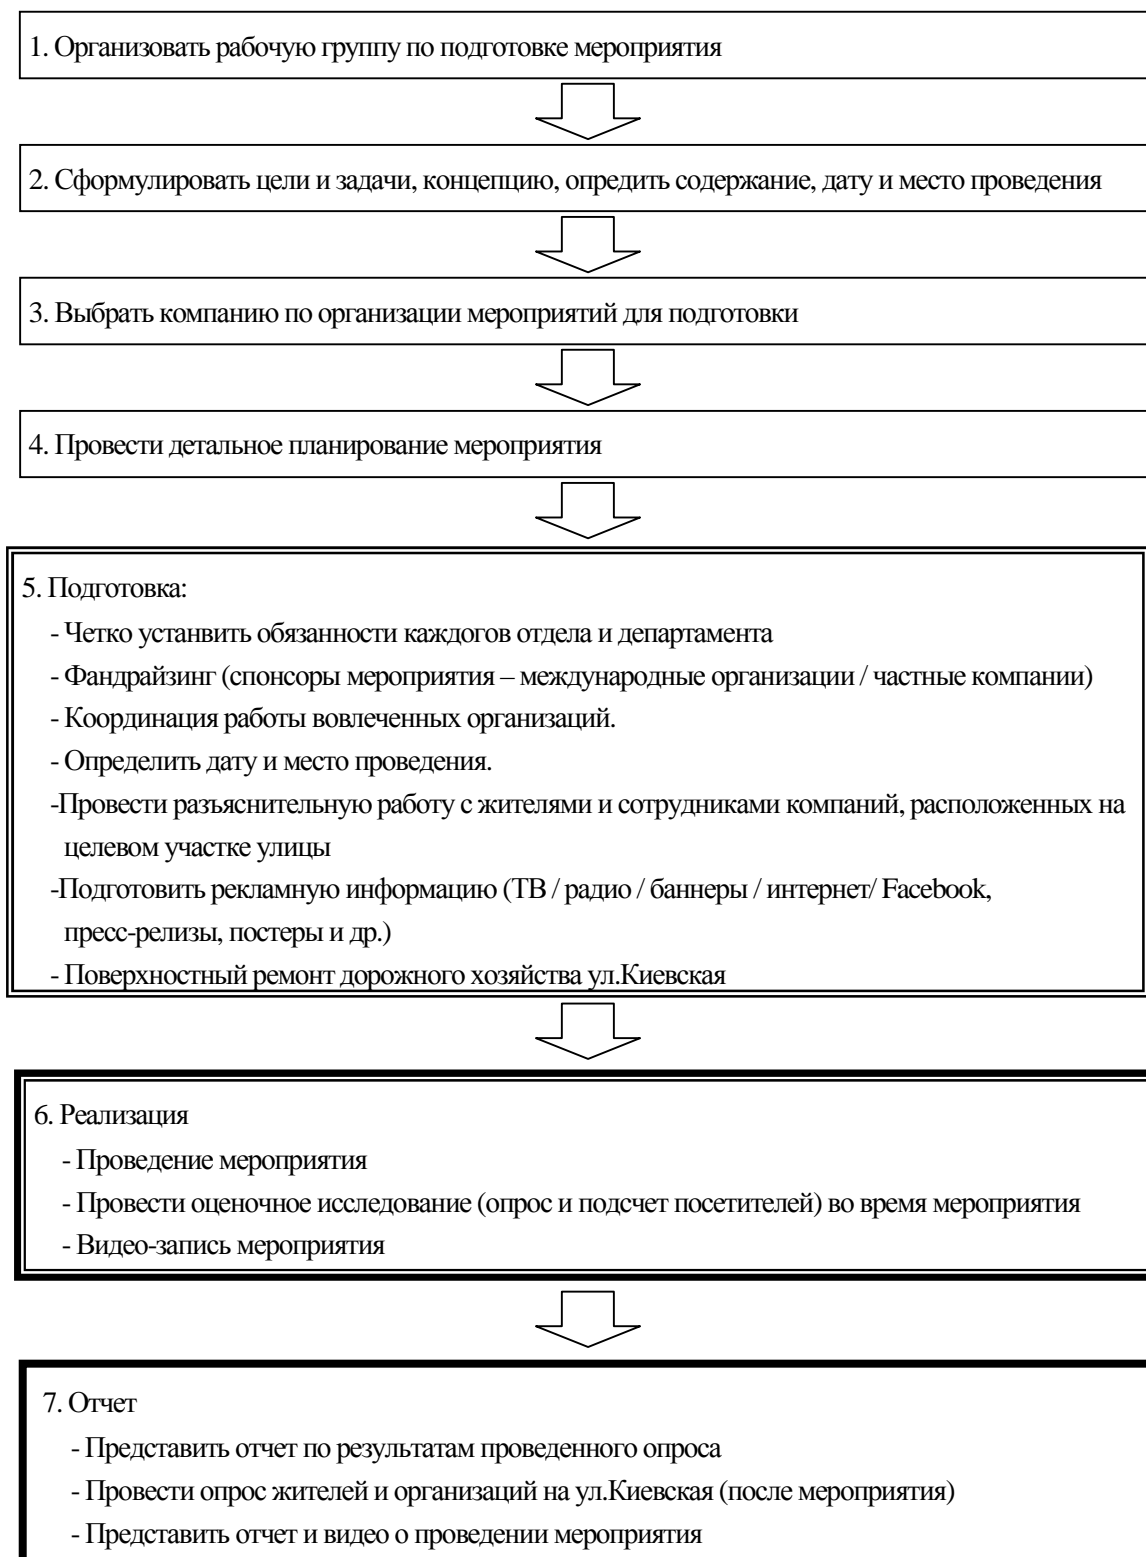 1. Организовать рабочую группу по подготовке мероприятия
2. Сформулировать цели и задачи, концепцию, опредить содержание, дату и место проведения
3. Выбрать компанию по организации мероприятий для подготовки
4. Провести детальное планирование мероприятия
5. Подготовка:
- Четко устанвить обязанности каждогов отдела и департамента
- Фандрайзинг (спонсоры мероприятия – международные организации / частные компании)
- Координация работы вовлеченных организаций.
- Определить дату и место проведения.
-Провести разъяснительную работу с жителями и сотрудниками компаний, расположенных на
целевом участке улицы
-Подготовить рекламную информацию (ТВ / радио / баннеры / интернет/ Facebook,
пресс-релизы, постеры и др.)
- Поверхностный ремонт дорожного хозяйства ул.Киевская
6. Реализация
- Проведение мероприятия
- Провести оценочное исследование (опрос и подсчет посетителей) во время мероприятия
- Видео-запись мероприятия
7. Отчет
- Представить отчет по результатам проведенного опроса
- Провести опрос жителей и организаций на ул.Киевская (после мероприятия)
- Представить отчет и видео о проведении мероприятия